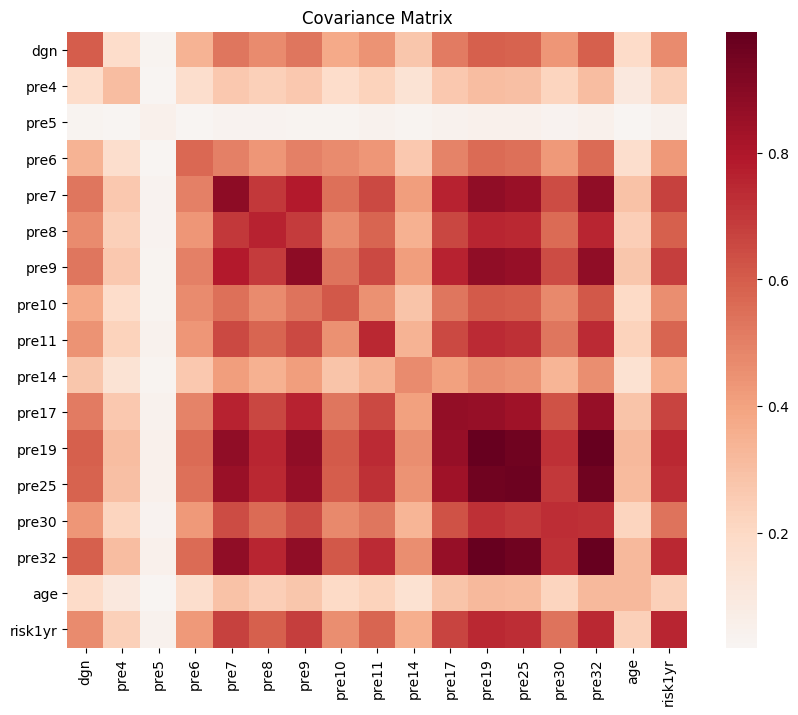 Covariance Matrix
dgn
pre4
pre5
pre6
pre7
pre8
pre9
pre10
pre11
pre14
pre17
pre19
pre25
pre30
pre32
age
risk1yr
dgn
pre4
pre5
pre6
pre7
pre8
pre9
pre10
pre11
pre14
pre17
pre19
pre25
pre30
pre32
age
risk1yr
0.8
0.6
0.4
0.2